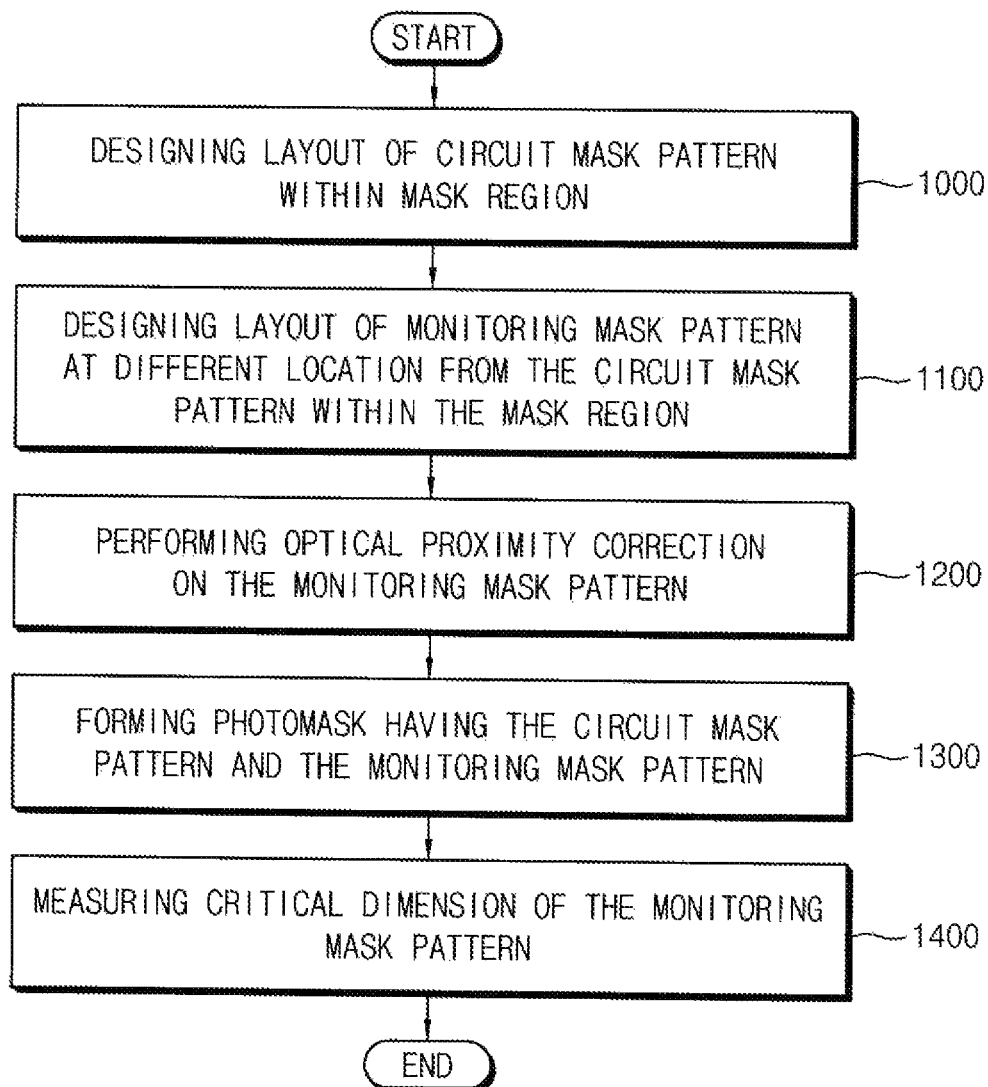 START
DESIGNING LAYOUT OF CIRCUIT MASK PATTERN
WITHIN MASK REGION
1000
DESIGNING LAYOUT OF MONITORING MASK PATTERN
AT DIFFERENT LOCATION FROM THE CIRCUIT MASK
PATTERN WITHIN THE MASK REGION
1100
PERFORMING OPTICAL PROXIMITY CORRECTION
ON THE MONITORING MASK PATTERN
1200
FORMING PHOTOMASK HAVING THE CIRCUIT MASK
PATTERN AND THE MONITORING MASK PATTERN
1300
MEASURING CRITICAL DIMENSION OF THE MONITORING
MASK PATTERN
1400
END